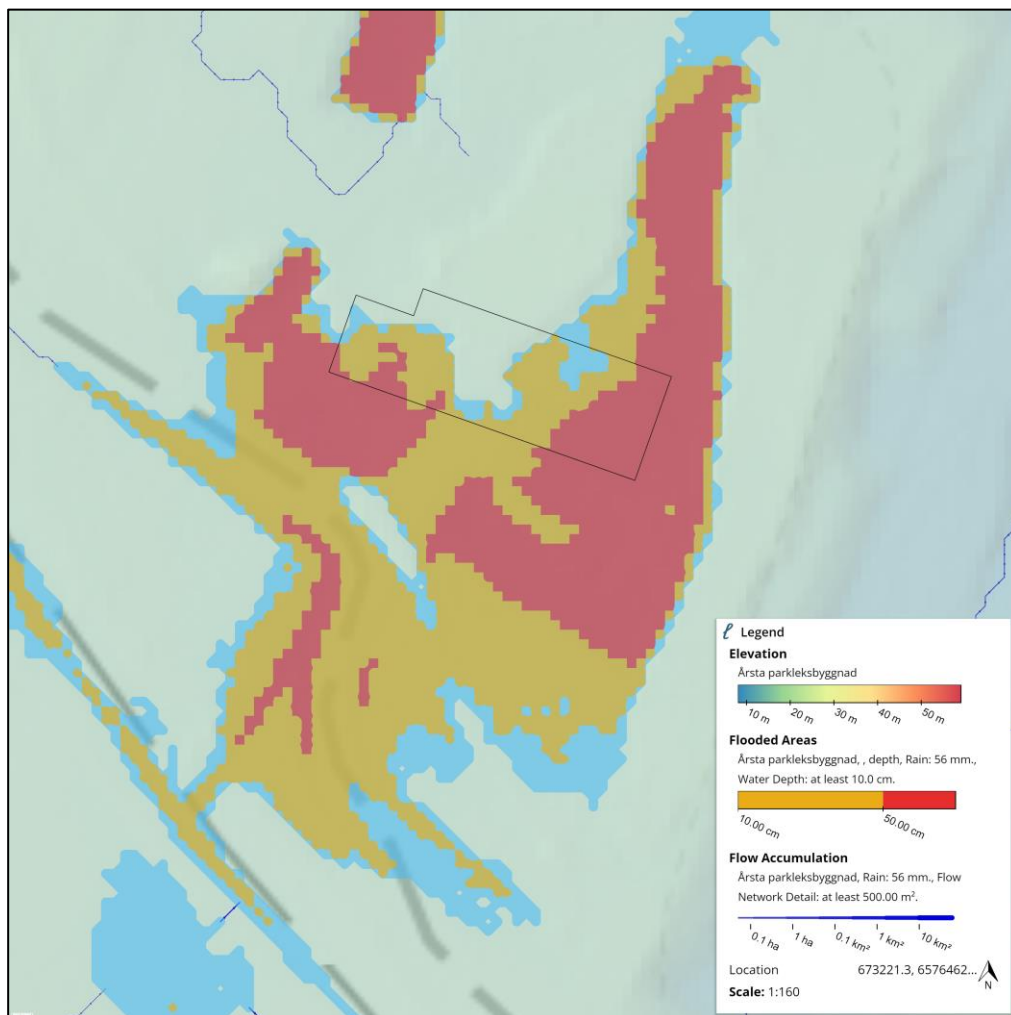 Legend
Elevation
Årsta parkleksbyggnad
10 m 20 m 30 m 40 m 50 m
Flooded Areas
Årsta parkleksbyggnad, , depth, Rain: 56 mm.,
Water Depth: at least 10.0 cm.
10.00 cm 50.00 cm
Flow Accumulation
Årsta parkleksbyggnad, Rain: 56 mm., Flow
Network Detail: at least 500.00 m².
0.1 ha 1 ha 0.1 km² 1 km² 10 km²
Location 673221.3, 6576462...
N
Scale: 1:160